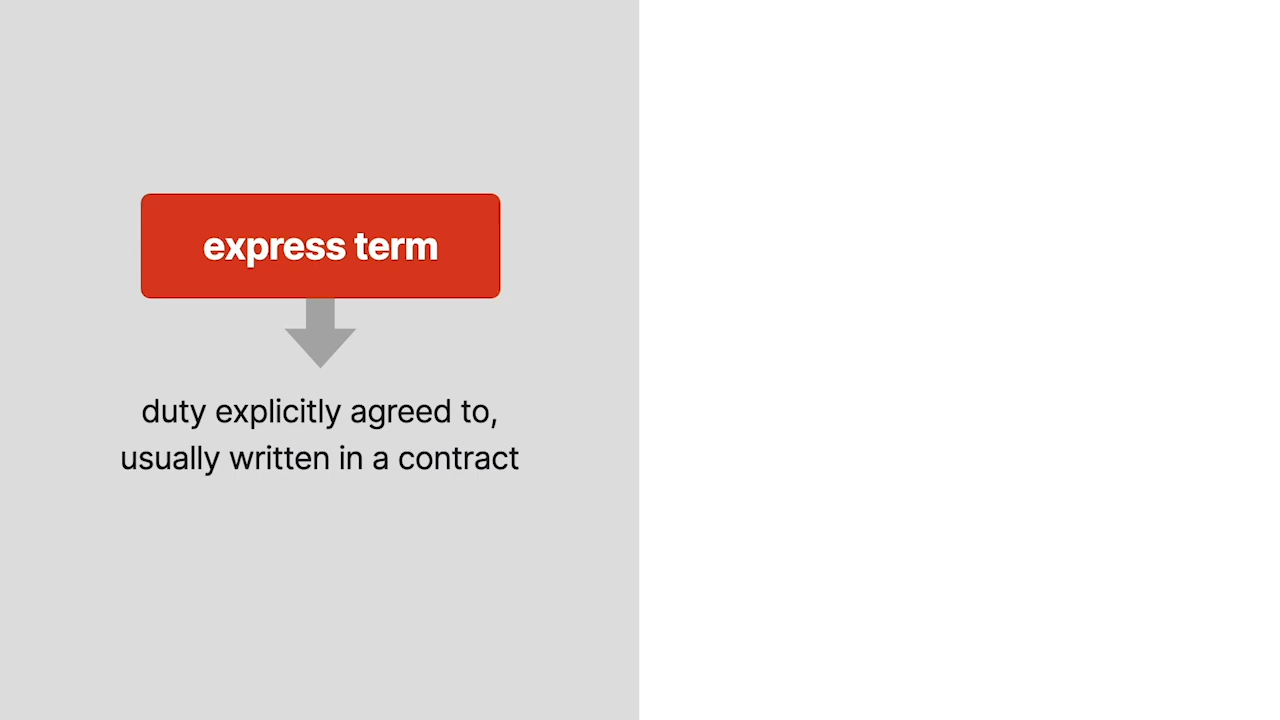 express term
duty explicitly agreed to,
usually written in a contract